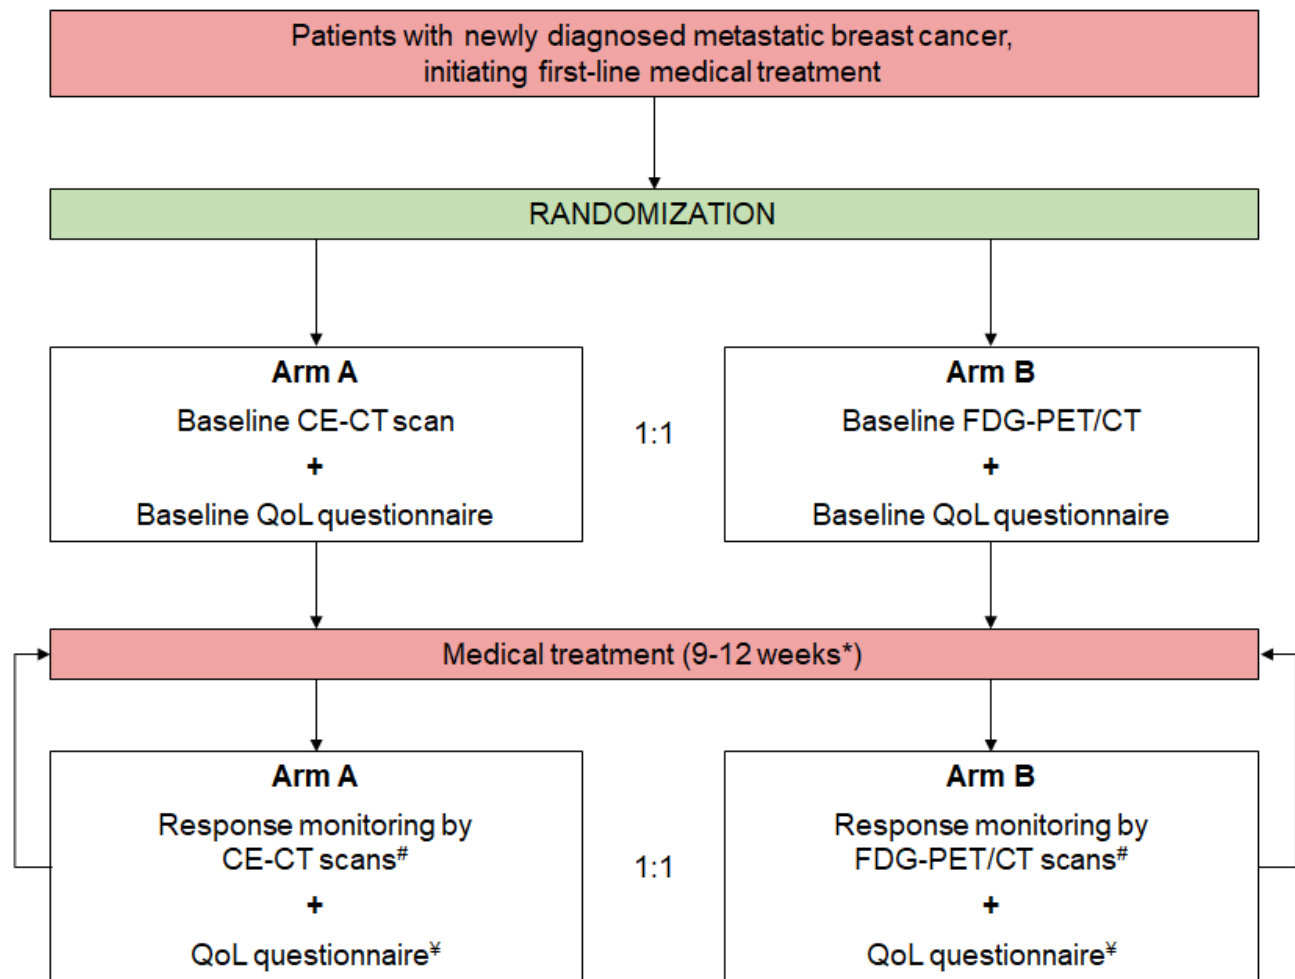 Patients with newly diagnosed metastatic breast cancer,
initiating first-line medical treatment
RANDOMIZATION
Arm A
Baseline CE-CT scan
+
Baseline QoL questionnaire
1:1
Arm B
Baseline FDG-PET/CT
+
Baseline QoL questionnaire
Medical treatment (9-12 weeks*)
Arm A
Response monitoring by
CE-CT scans#
+
QoL questionnaire¥
1:1
Arm B
Response monitoring by
FDG-PET/CT scans#
+
QoL questionnaire¥